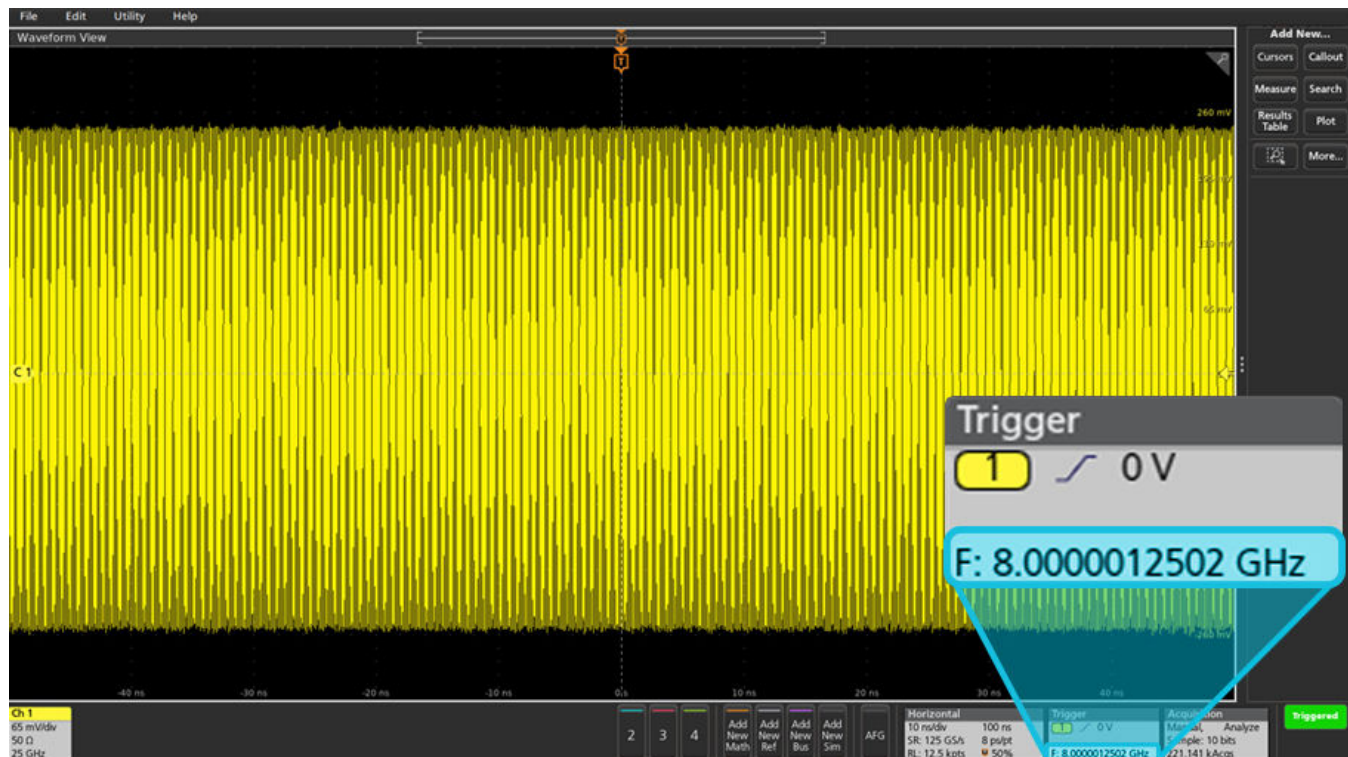 File Edit Utility Help
Waveform View
Add New...
Cursors Callout
Measure Search
Results Table Plot
More...
T
260 mV
65 mV
C 1
-260 mV
-40 ns -30 ns -20 ns -10 ns 0 s 10 ns 20 ns 30 ns 40 ns
Trigger
1 0 V
F: 8.0000012502 GHz
Ch 1
65 mV/div
50 Ω
25 GHz
2 3 4
Add New Math
Add New Ref
Add New Bus
Add New Sim
AFG
Horizontal
10 ns/div 100 ns
SR: 125 GS/s 8 ps/pt
RL: 12.5 kpts 50%
Trigger
1 0 V
F: 8.0000012502 GHz
Acquisition
Manual, Analyze
Sample: 10 bits
221.141 kAcqs
Triggered